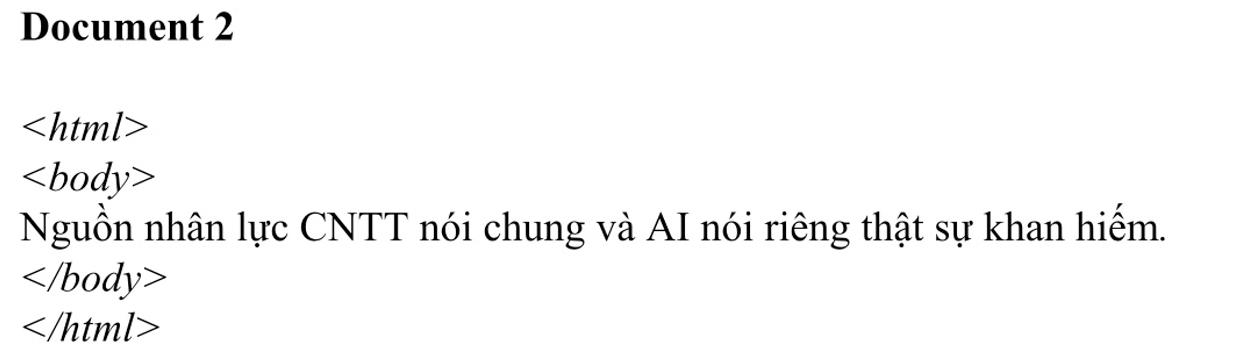 Document 2
<html>
<body>
Nguồn nhân lực CNTT nói chung và AI nói riêng thật sự khan hiếm.
</body>
</html>